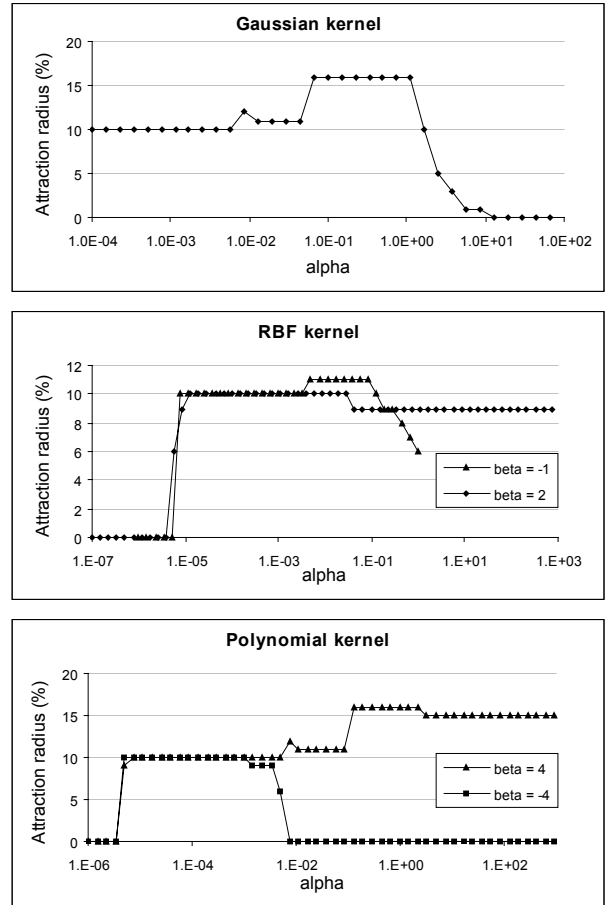 Gaussian kernel
Attraction radius (%)
20
15
10
5
0
1.0E-04 1.0E-03 1.0E-02 1.0E-01 1.0E+00 1.0E+01 1.0E+02
alpha
RBF kernel
Attraction radius (%)
12
10
8
6
4
2
0
beta = -1
beta = 2
1.E-07 1.E-05 1.E-03 1.E-01 1.E+01 1.E+03
alpha
Polynomial kernel
Attraction radius (%)
20
15
10
5
0
beta = 4
beta = -4
1.E-06 1.E-04 1.E-02 1.E+00 1.E+02
alpha